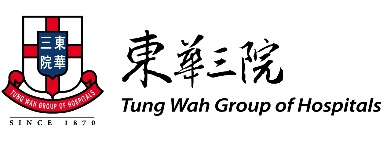 東華
三院
TUNG WAH GROUP OF HOSPITALS
SINCE 1870
東華三院
Tung Wah Group of Hospitals